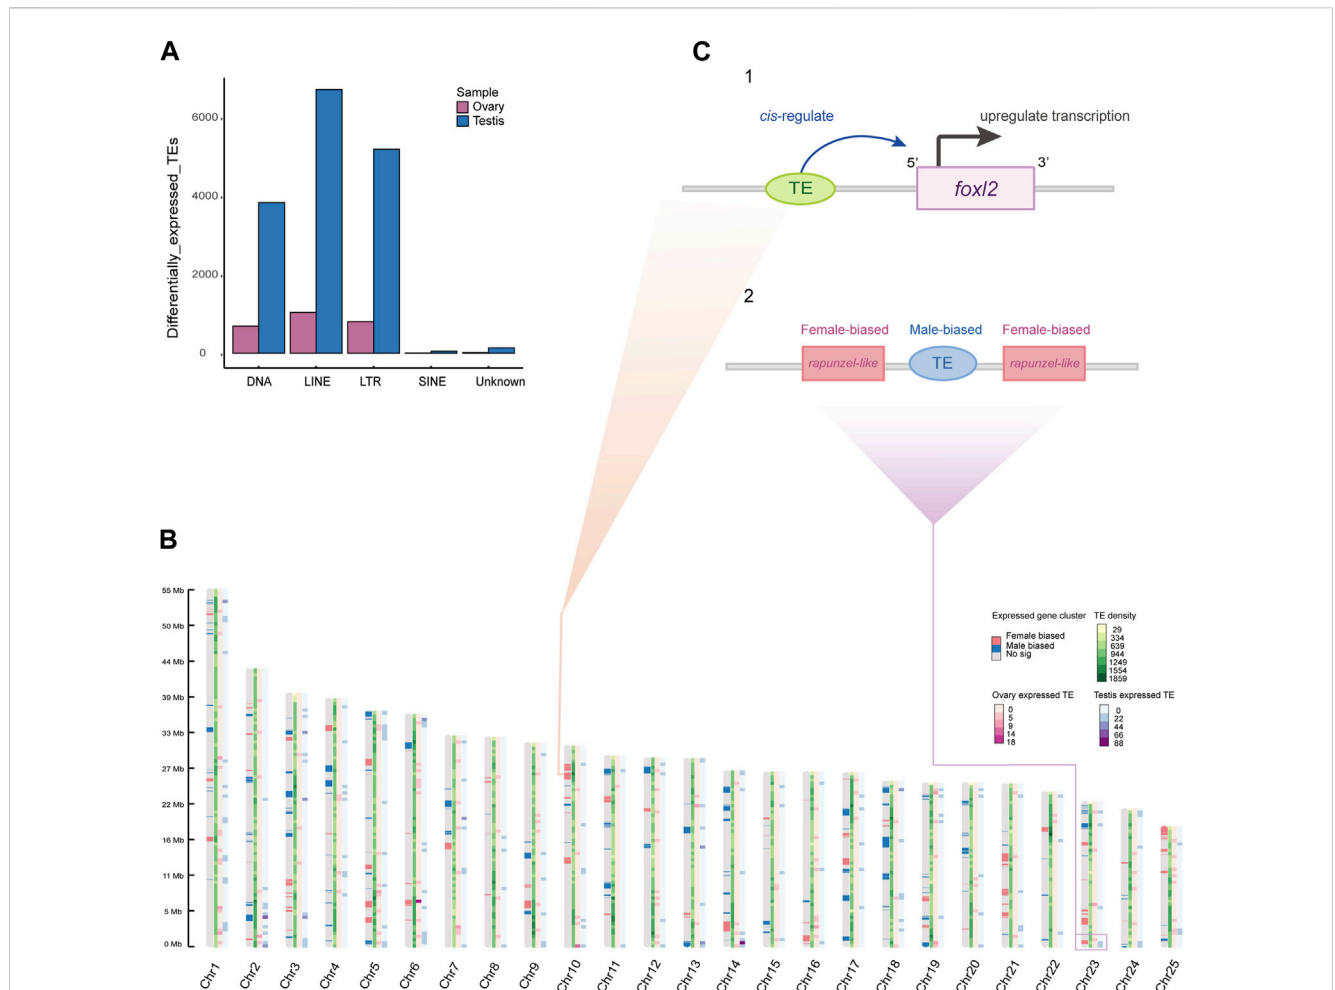 A
Sample
Ovary
Testis
Differentially_expressed_TEs
6000
4000
2000
0
DNA LINE LTR SINE Unknown
C
1
cis-regulate
upregulate transcription
5’ 3’
TE
foxl2
2
Female-biased Male-biased Female-biased
rapunzel-like TE rapunzel-like
B
55 Mb
50 Mb
44 Mb
39 Mb
33 Mb
27 Mb
22 Mb
16 Mb
11 Mb
5 Mb
0 Mb
Expressed gene cluster
Female biased
Male biased
No sig
TE density
29
334
639
944
1249
1554
1859
Ovary expressed TE
0
5
9
14
18
Testis expressed TE
0
22
44
66
88
Chr1 Chr2 Chr3 Chr4 Chr5 Chr6 Chr7 Chr8 Chr9 Chr10 Chr11 Chr12 Chr13 Chr14 Chr15 Chr16 Chr17 Chr18 Chr19 Chr20 Chr21 Chr22 Chr23 Chr24 Chr25